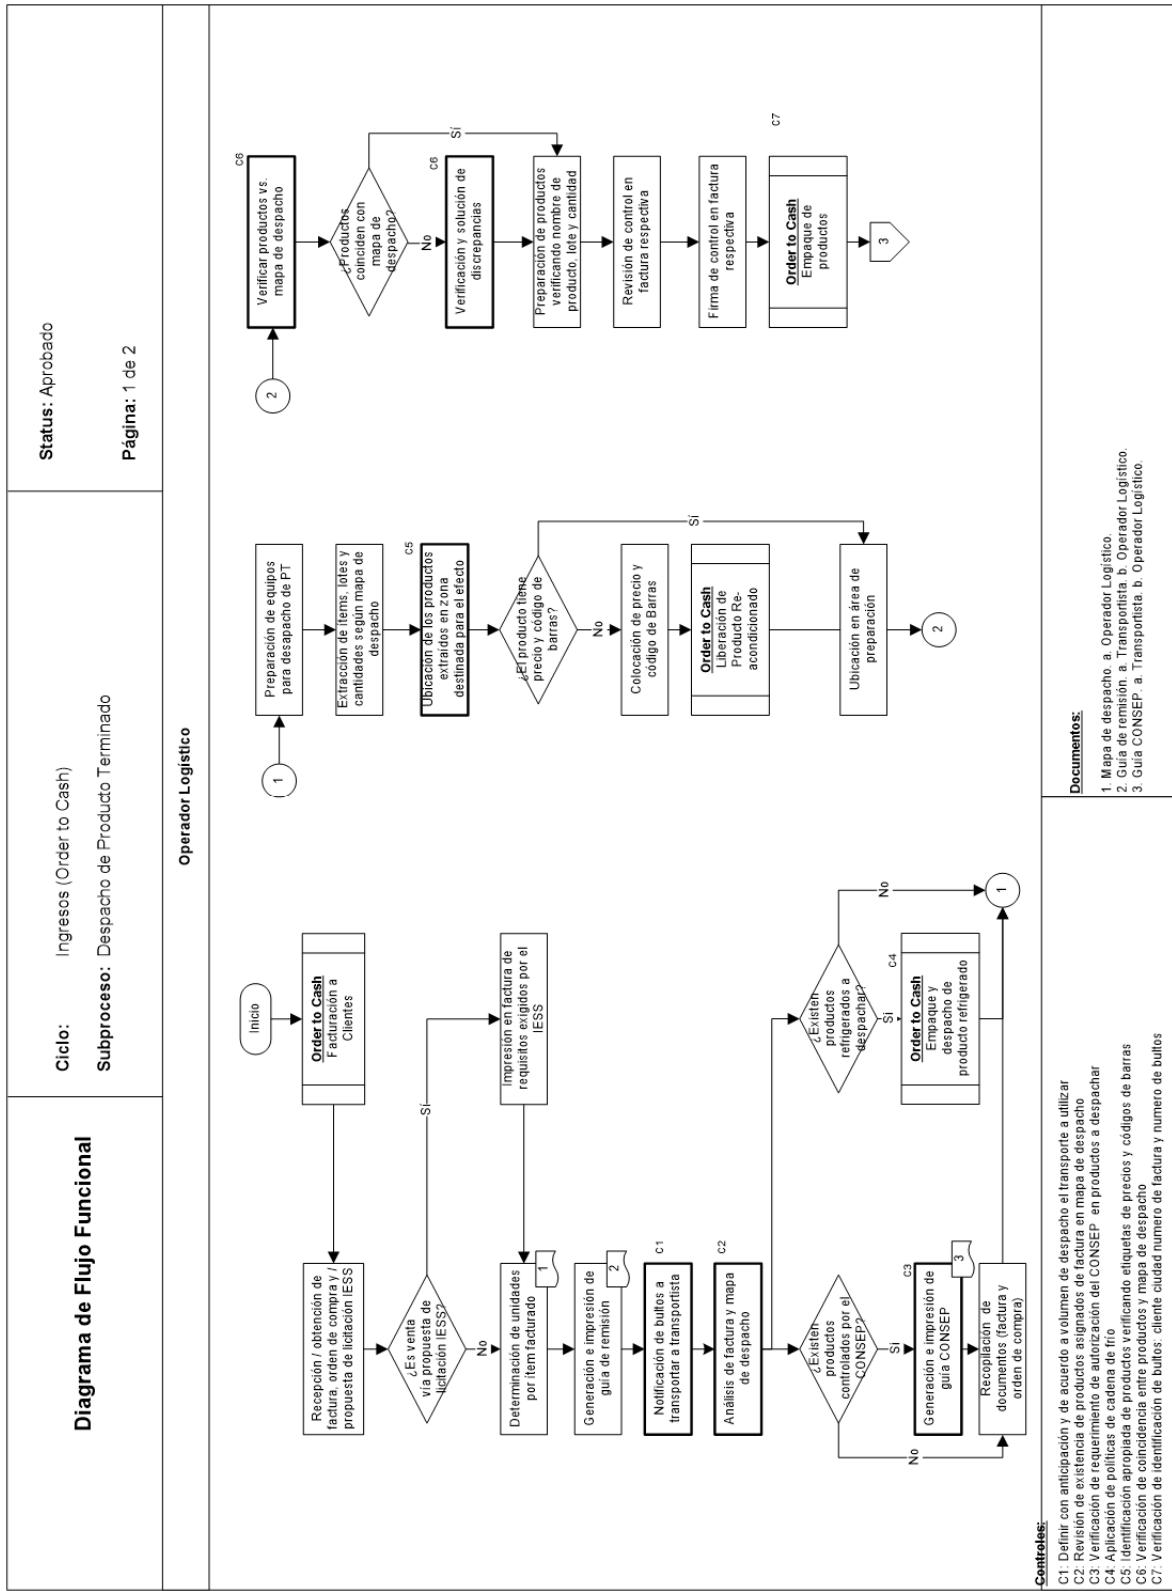 Diagrama de Flujo Funcional
Ciclo: Ingresos (Order to Cash)
Subproceso: Despacho de Producto Terminado
Status: Aprobado
Página: 1 de 2
Operador Logístico
Inicio
Order to Cash
Facturación a
Clientes
Recepción / obtención de
factura, orden de compra y /
propuesta de licitación IESS
¿Es venta
vía propuesta de
licitación IESS?
Sí
No
Impresión en factura de
requisitos exigidos por el
IESS
Determinación de unidades
por ítem facturado
1
Generación e impresión de
guía de remisión
2
C1
Notificación de bultos a
transportar a transportista
C2
Análisis de factura y mapa
de despacho
¿Existen
productos
controlados por el
CONSEP?
Sí
No
C3
Generación e impresión de
guía CONSEP
3
Recopilación de
documentos (factura y
orden de compra)
¿Existen
productos
refrigerados a
despachar?
Sí
No
C4
Order to Cash
Empaque y
despacho de
producto refrigerado
1
1
Preparación de equipos
para desapacho de PT
Extracción de ítems, lotes y
cantidades según mapa de
despacho
C5
Ubicación de los productos
extraídos en zona
destinada para el efecto
¿El producto tiene
precio y código de
barras?
Sí
No
Colocación de precio y
código de Barras
Order to Cash
Liberación de
Producto Re-
acondicionado
Ubicación en área de
preparación
2
2
C6
Verificar productos vs.
mapa de despacho
¿Productos
coinciden con
mapa de
despacho?
Sí
No
C6
Verificación y solución de
discrepancias
Preparación de productos
verificando nombre de
producto, lote y cantidad
Revisión de control en
factura respectiva
Firma de control en factura
respectiva
C7
Order to Cash
Empaque de
productos
3
Controles:
C1: Definir con anticipación y de acuerdo a volumen de despacho el transporte a utilizar
C2: Revisión de existencia de productos asignados de factura en mapa de despacho
C3: Verificación de requerimiento de autorización del CONSEP en productos a despachar
C4: Aplicación de políticas de cadena de frío
C5: Identificación apropiada de productos verificando etiquetas de precios y códigos de barras
C6: Verificación de coincidencia entre productos y mapa de despacho
C7: Verificación de identificación de bultos: cliente ciudad numero de factura y numero de bultos
Documentos:
1. Mapa de despacho. a. Operador Logístico.
2. Guía de remisión. a. Transportista. b. Operador Logístico.
3. Guía CONSEP. a. Transportista. b. Operador Logístico.